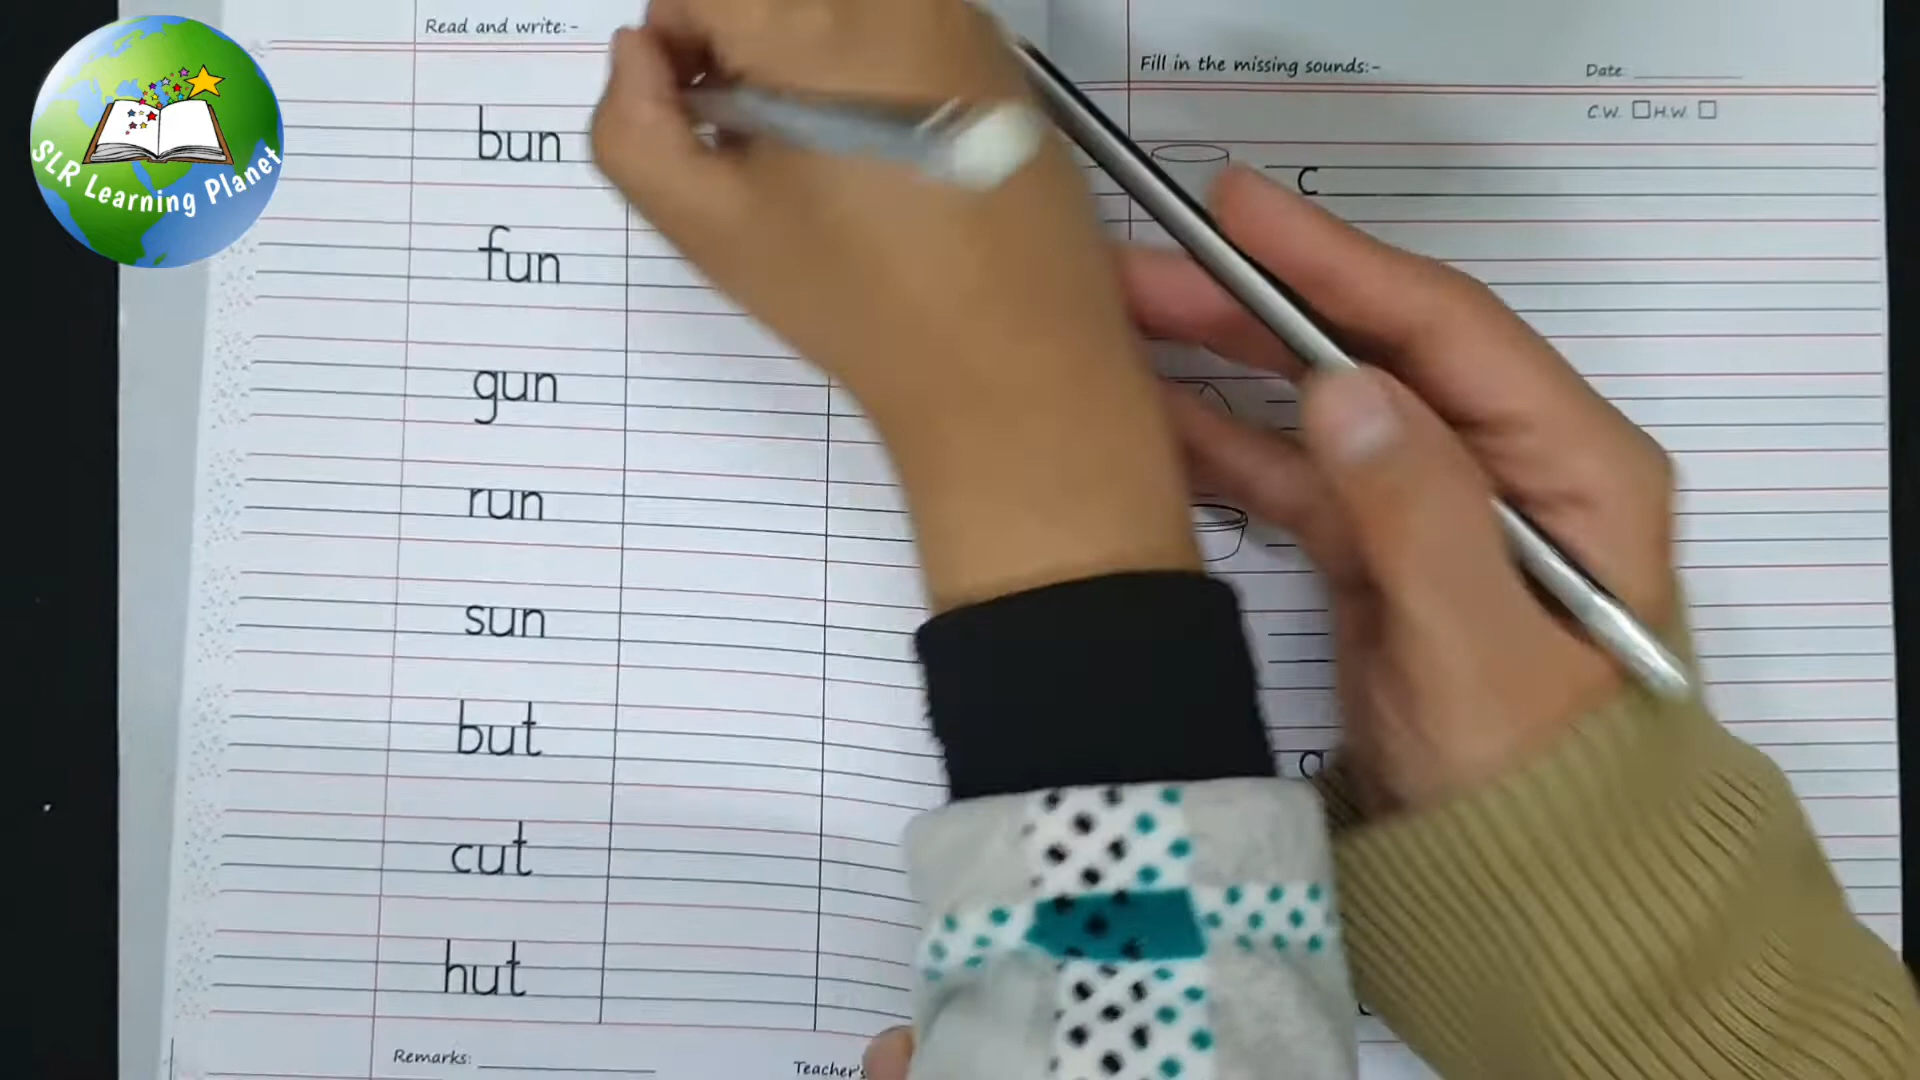 SLR Learning Planet
Read and write:-
bun
fun
gun
run
sun
but
cut
hut
Remarks:
Teacher's
Fill in the missing sounds:-
Date
C.W. H.W.
c